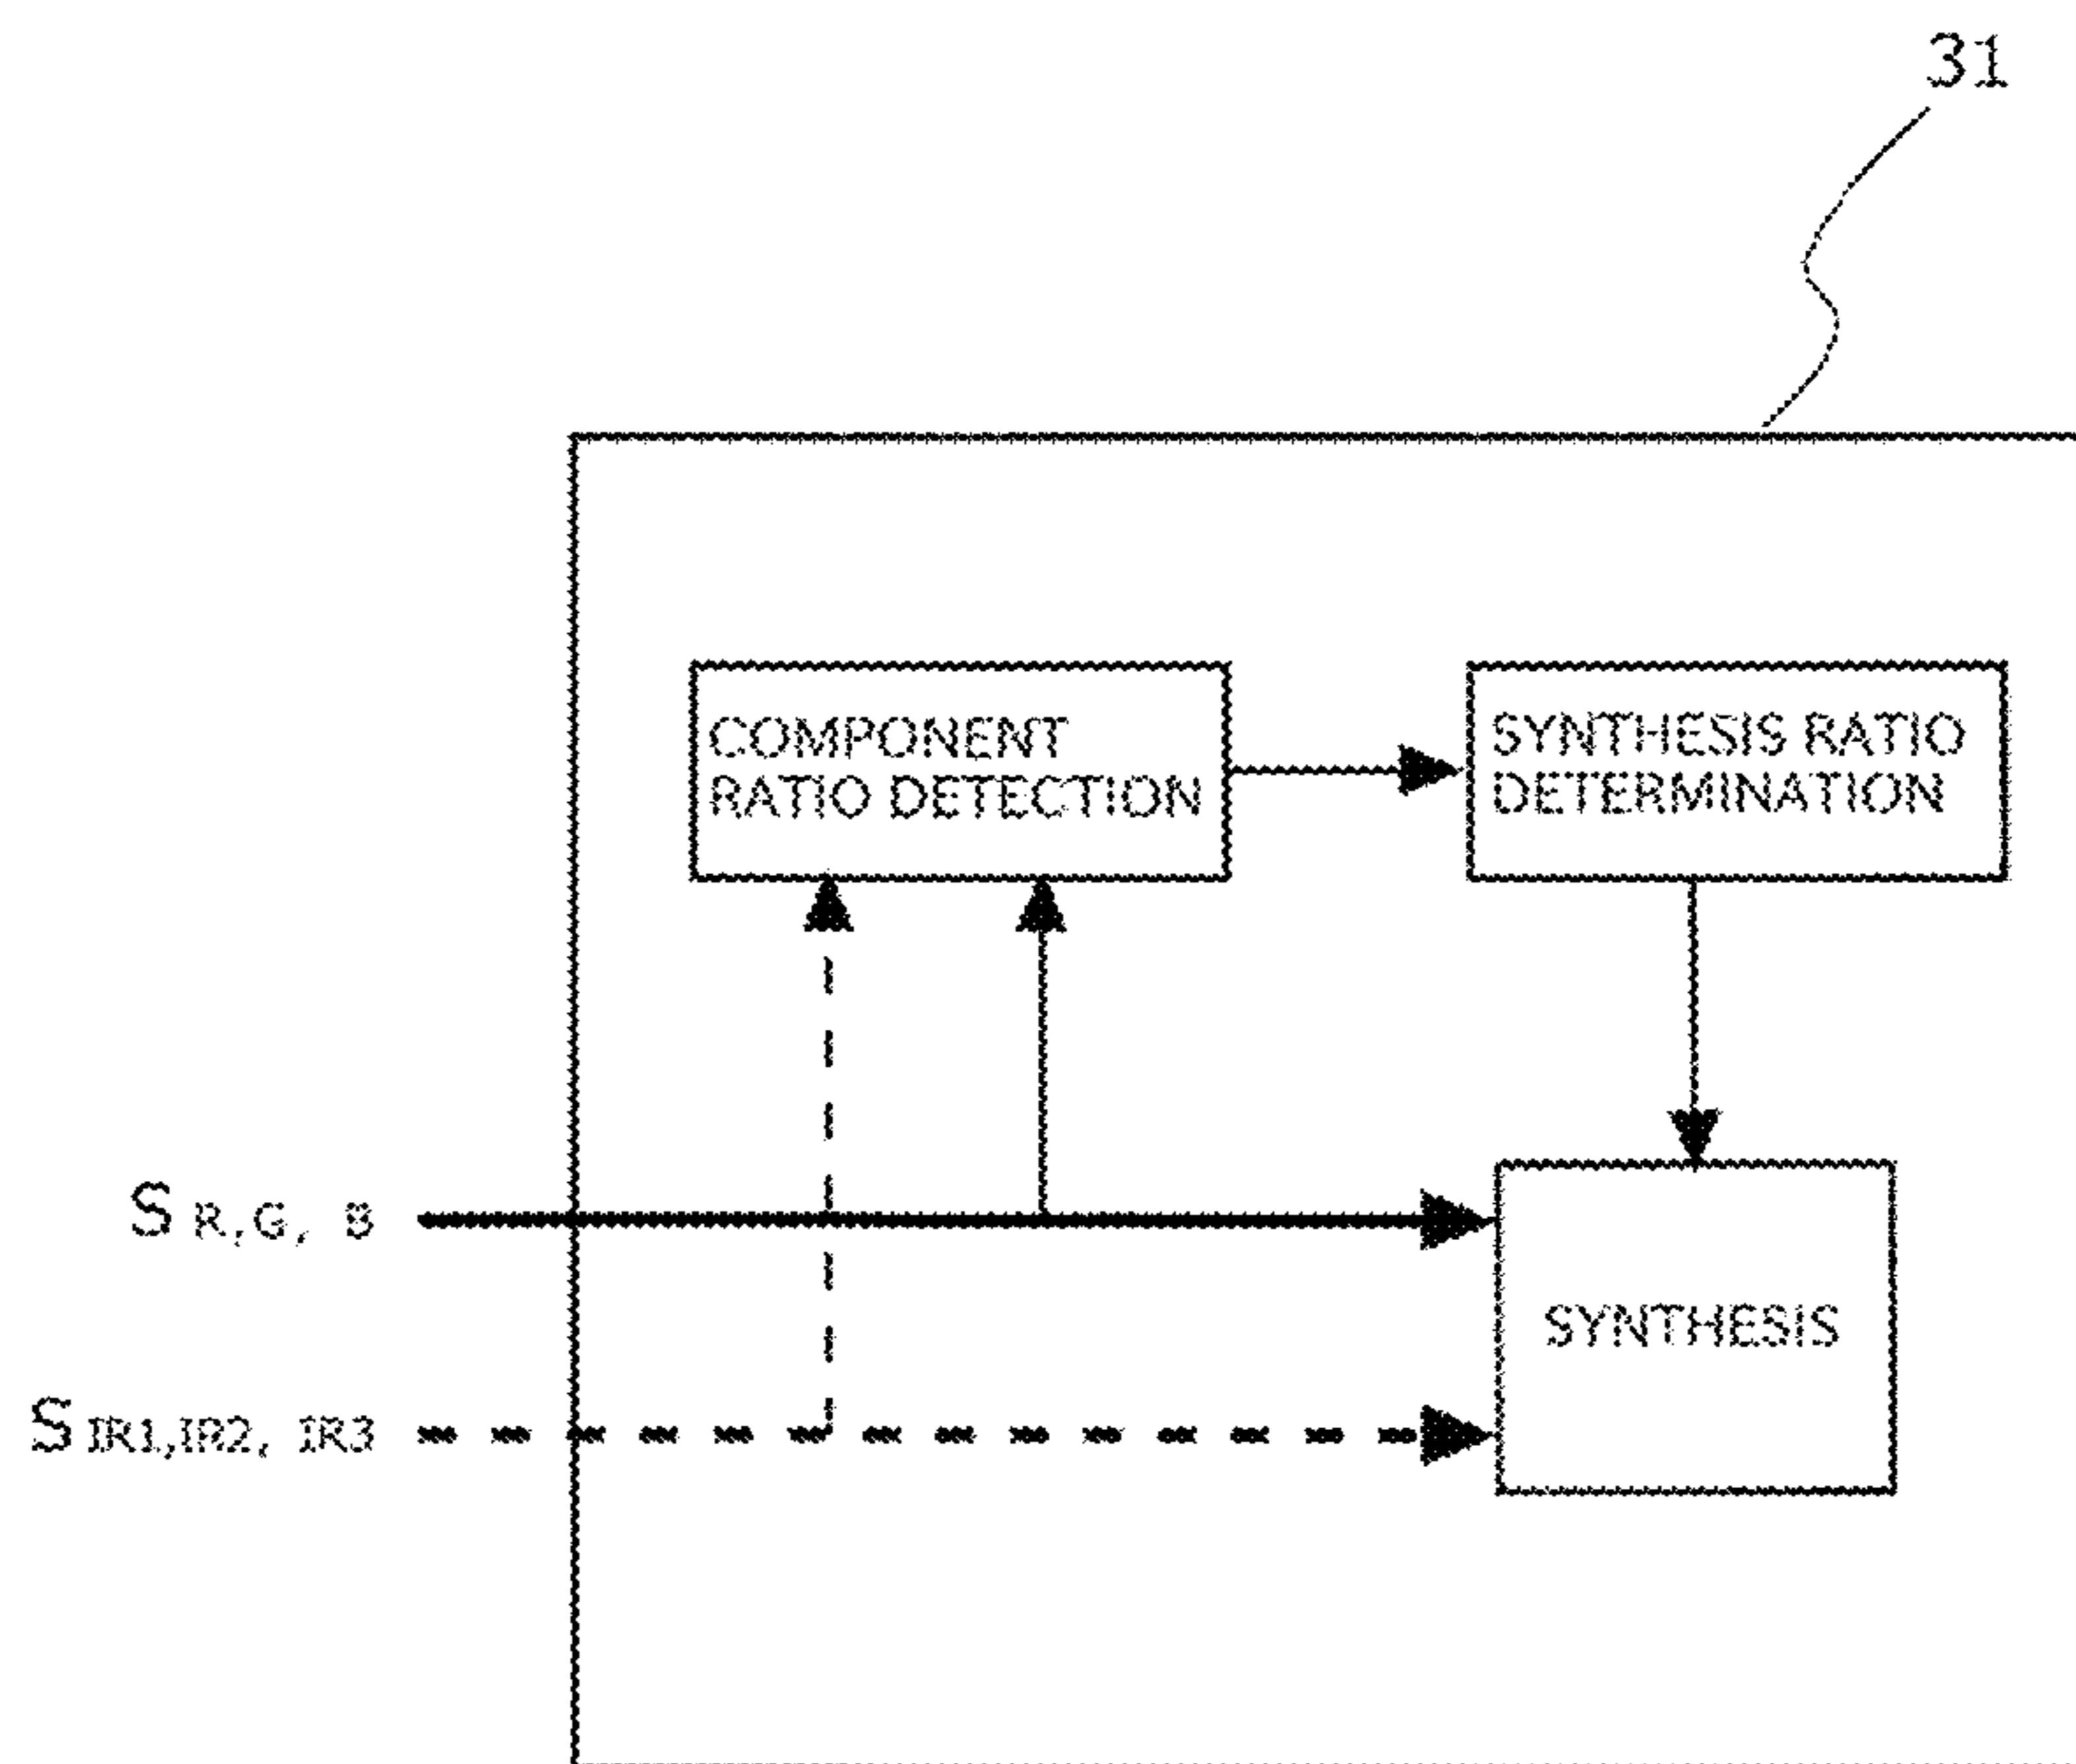 31
COMPONENT
RATIO DETECTION
SYNTHESIS RATIO
DETERMINATION
S R,G, B
SYNTHESIS
S IR1,IR2, IR3